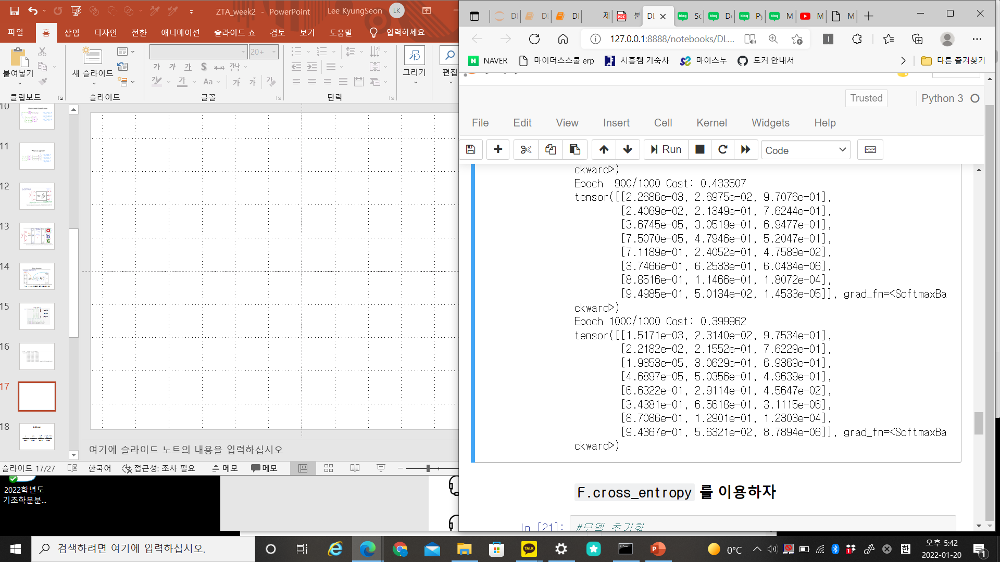 ZTA_week2 - PowerPoint
Lee KyungSeon
LK
파일
홈
삽입
디자인
전환
애니메이션
슬라이드 쇼
검토
보기
도움말
입력하세요
붙여넣기
새 슬라이드
20+
가
가
가
S
가나
가
Aa
가
가
그리기
편집
클립보드
슬라이드
글꼴
단락
10
11
12
13
14
15
16
17
18
여기에 슬라이드 노트의 내용을 입력하십시오
슬라이드 17/27
한국어
접근성: 조사 필요
메모
메모
2022학년도
기초학문분...
PDF
127.0.0.1:8888/notebooks/DL...
NAVER
마이더스스쿨 erp
시흥캠 기숙사
마이스누
도커 안내서
다른 즐겨찾기
Trusted
Python 3
File
Edit
View
Insert
Cell
Kernel
Widgets
Help
Run
Code
ckward>)
Epoch  900/1000 Cost: 0.433507
tensor([[2.2686e-03, 2.6975e-02, 9.7076e-01],
[2.4069e-02, 2.1349e-01, 7.6244e-01],
[3.6745e-05, 3.0519e-01, 6.9477e-01],
[7.5070e-05, 4.7946e-01, 5.2047e-01],
[7.1189e-01, 2.4052e-01, 4.7589e-02],
[3.7466e-01, 6.2533e-01, 6.0434e-06],
[8.8516e-01, 1.1466e-01, 1.8072e-04],
[9.4985e-01, 5.0134e-02, 1.4533e-05]], grad_fn=<SoftmaxBa
ckward>)
Epoch 1000/1000 Cost: 0.399962
tensor([[1.5171e-03, 2.3140e-02, 9.7534e-01],
[2.2182e-02, 2.1552e-01, 7.6229e-01],
[1.9853e-05, 3.0629e-01, 6.9369e-01],
[4.6897e-05, 5.0356e-01, 4.9639e-01],
[6.6322e-01, 2.9114e-01, 4.5647e-02],
[3.4381e-01, 6.5618e-01, 3.1115e-06],
[8.7086e-01, 1.2901e-01, 1.2303e-04],
[9.4367e-01, 5.6321e-02, 8.7894e-06]], grad_fn=<SoftmaxBa
ckward>)
F.cross_entropy 를 이용하자
In [21]:
#모델 초기화
검색하려면 여기에 입력하십시오.
TALK
0°C
한
오후 5:42
2022-01-20
1